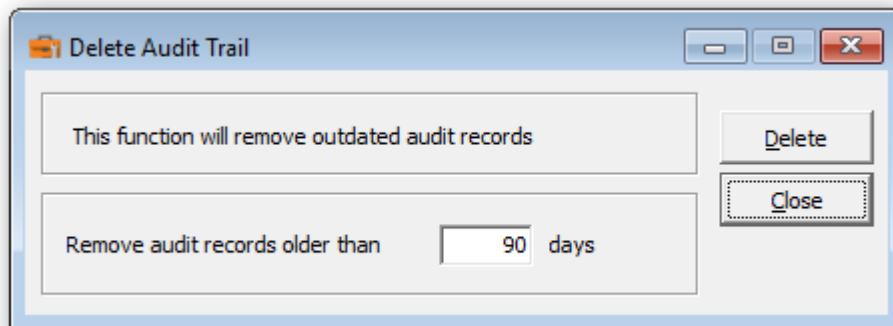 Delete Audit Trail
This function will remove outdated audit records
Delete
Close
Remove audit records older than 90 days